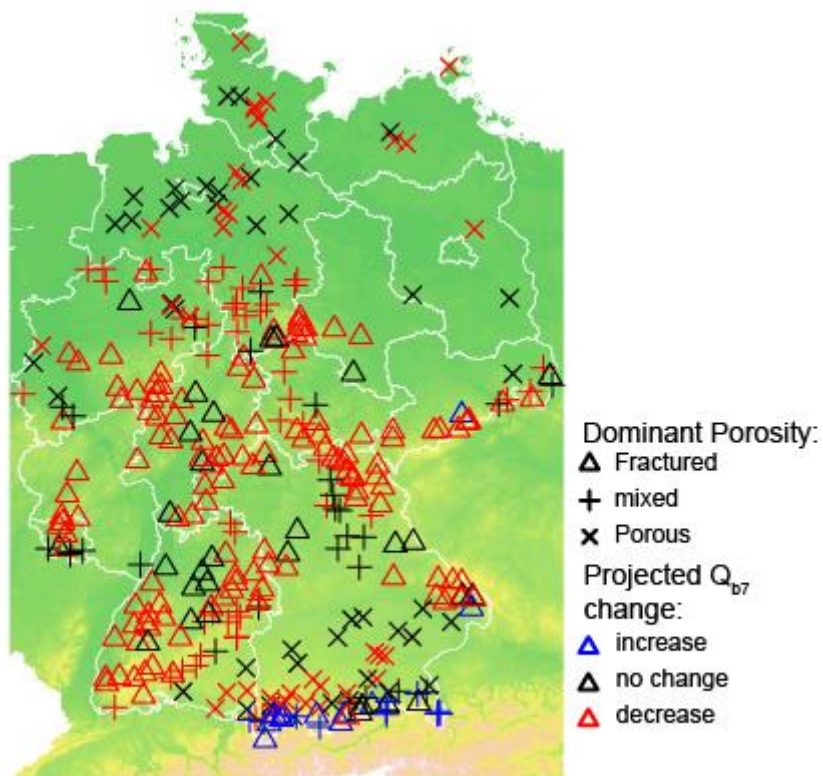 Dominant Porosity:
Fractured
mixed
Porous
Projected Qb7
change:
increase
no change
decrease